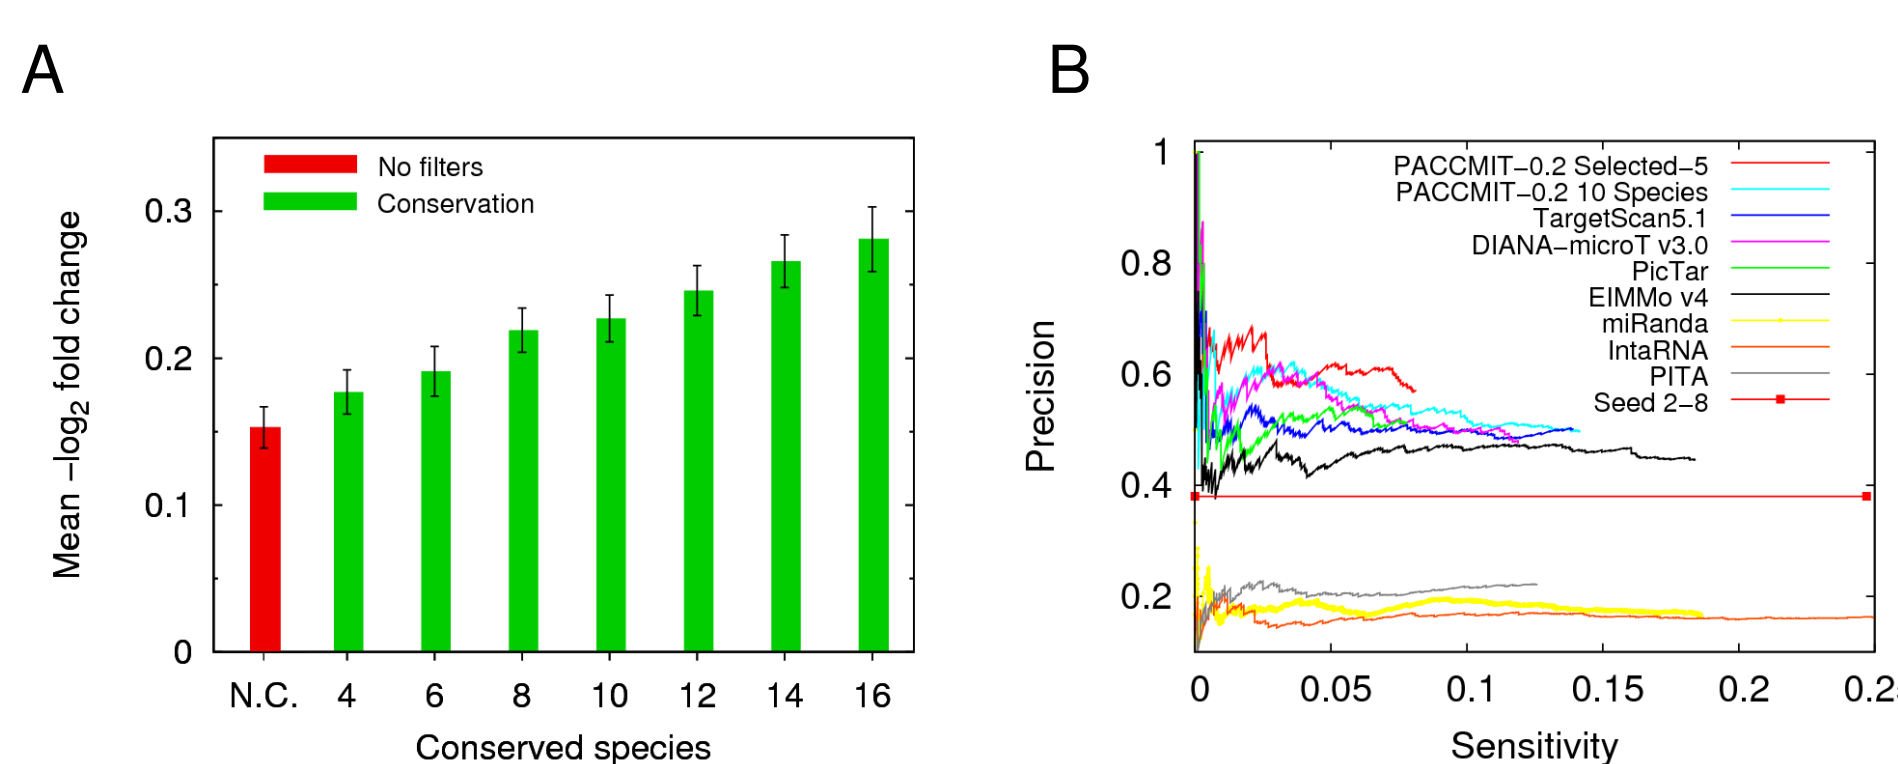 A
No filters
Conservation
Mean −log2 fold change
0.3
0.2
0.1
0
N.C. 4 6 8 10 12 14 16
Conserved species
B
PACCMIT−0.2 Selected−5
PACCMIT−0.2 10 Species
TargetScan5.1
DIANA−microT v3.0
PicTar
EIMMo v4
miRanda
IntaRNA
PITA
Seed 2−8
Precision
1
0.8
0.6
0.4
0.2
0 0.05 0.1 0.15 0.2
Sensitivity